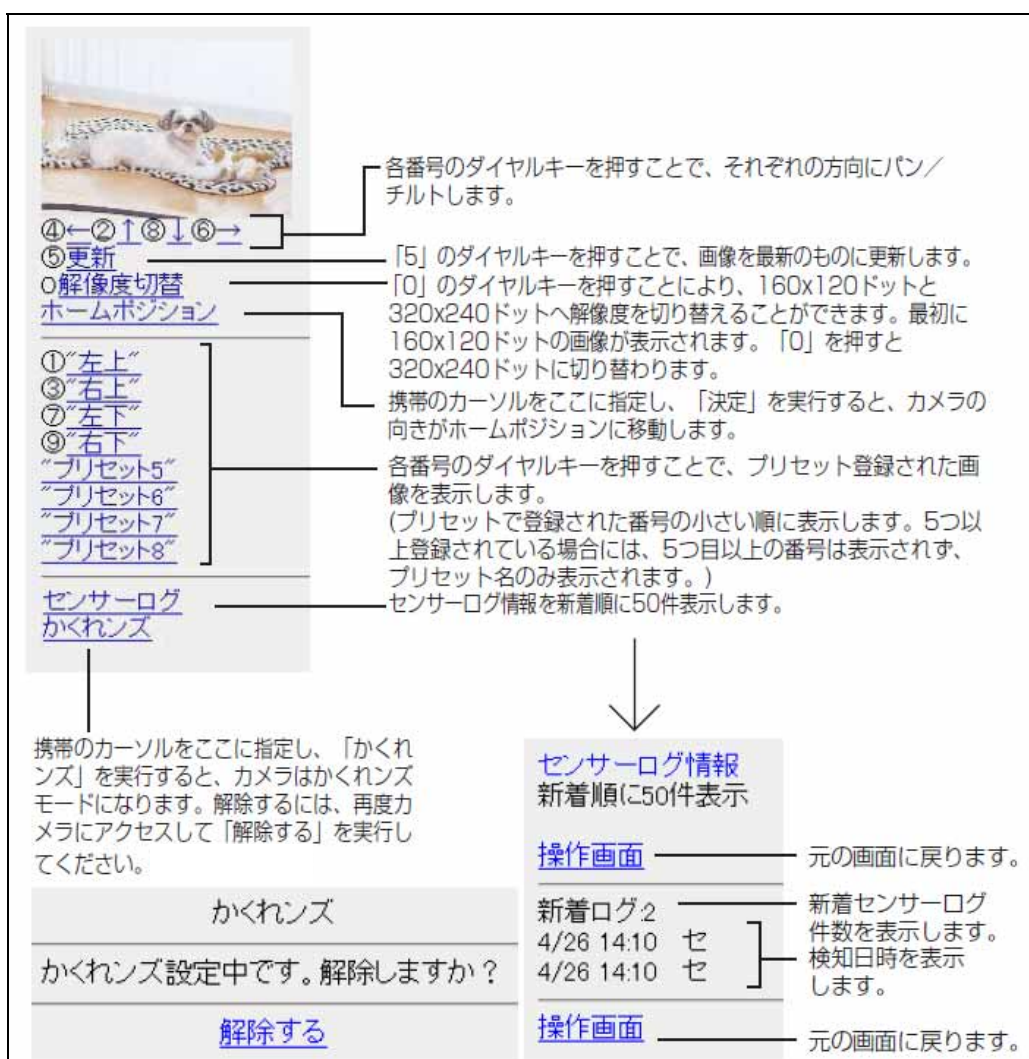 ④←②↑⑧↓⑥→
⑤更新
0解像度切替
ホームポジション
①"左上"
③"右上"
⑦"左下"
⑨"右下"
"プリセット5"
"プリセット6"
"プリセット7"
"プリセット8"
センサーログ
かくれンズ
各番号のダイヤルキーを押すことで、それぞれの方向にパン／
チルトします。
「5」のダイヤルキーを押すことで、画像を最新のものに更新します。
「0」のダイヤルキーを押すことにより、160x120ドットと
320x240ドットへ解像度を切り替えることができます。最初に
160x120ドットの画像が表示されます。「0」を押すと
320x240ドットに切り替わります。
携帯のカーソルをここに指定し、「決定」を実行すると、カメラの
向きがホームポジションに移動します。
各番号のダイヤルキーを押すことで、プリセット登録された画
像を表示します。
(プリセットで登録された番号の小さい順に表示します。5つ以
上登録されている場合には、5つ目以上の番号は表示されず、
プリセット名のみ表示されます。)
センサーログ情報を新着順に50件表示します。
携帯のカーソルをここに指定し、「かくれ
ンズ」を実行すると、カメラはかくれンズ
モードになります。解除するには、再度カ
メラにアクセスして「解除する」を実行し
てください。
かくれンズ
かくれンズ設定中です。解除しますか？
解除する
センサーログ情報
新着順に50件表示
操作画面
新着ログ:2
4/26 14:10 セ
4/26 14:10 セ
操作画面
元の画面に戻ります。
新着センサーログ
件数を表示します。
検知日時を表示
します。
元の画面に戻ります。